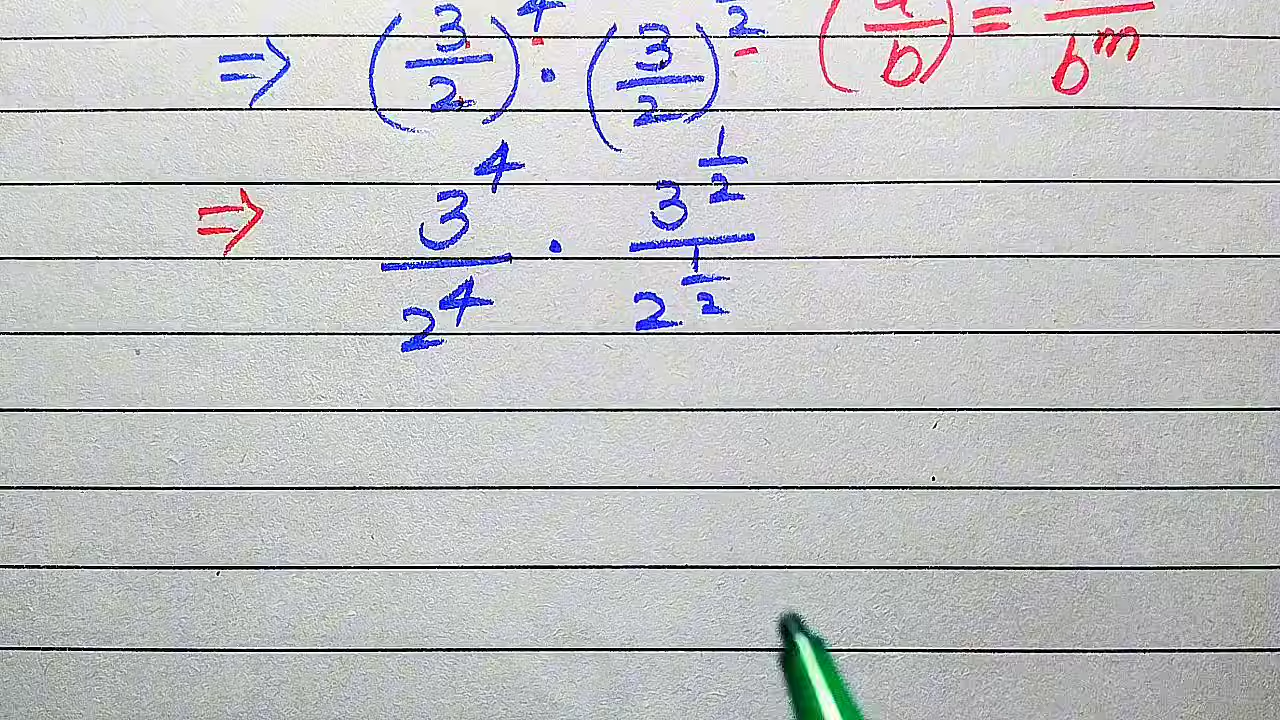 ⇒ (3/2)^4 · (3/2)^(1/2) (a/b) = /b^m
⇒ 3^4/2^4 · 3^(1/2)/2^(1/2)